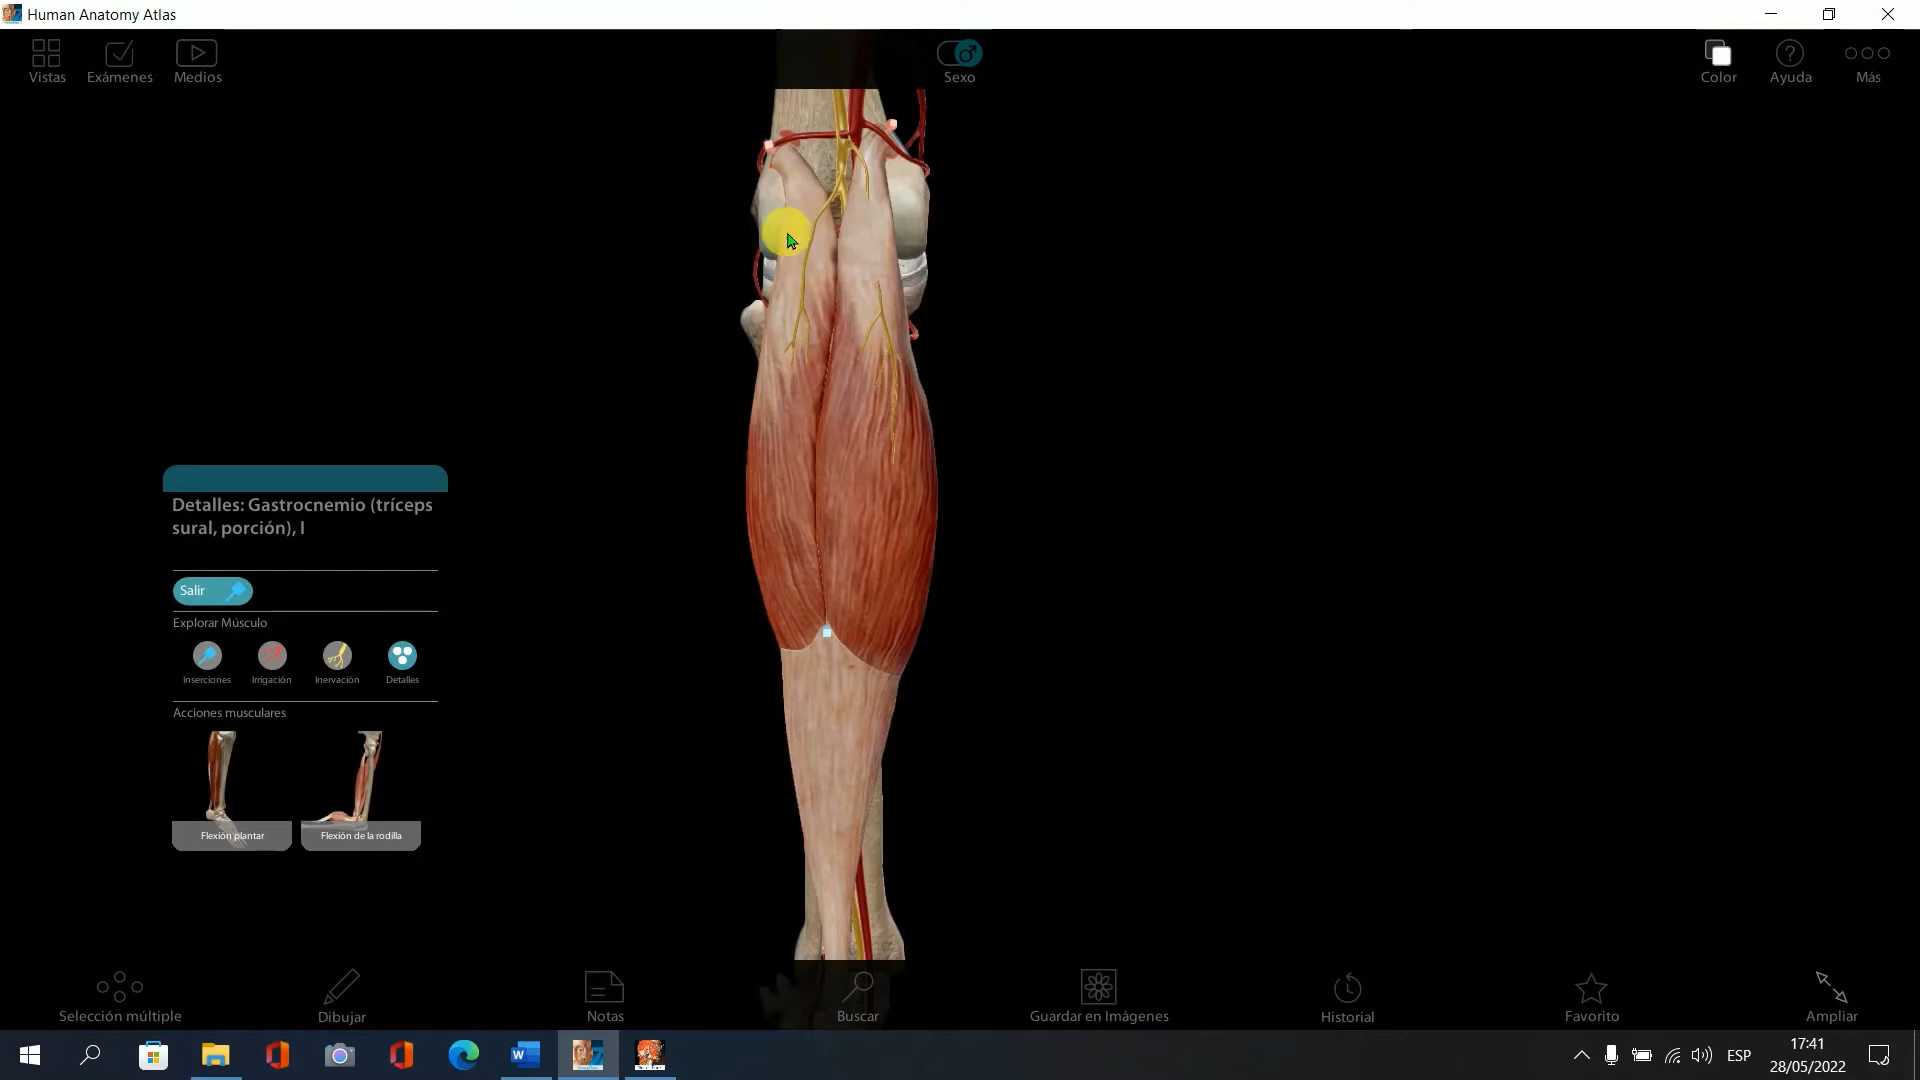 Human Anatomy Atlas
Vistas
Exámenes
Medios
Sexo
Color
Ayuda
Más
Detalles: Gastrocnemio (tríceps
sural, porción), I
Salir
Explorar Músculo
Inserciones
Irrigación
Inervación
Detalles
Acciones musculares
Flexión plantar
Flexión de la rodilla
Selección múltiple
Dibujar
Notas
Buscar
Guardar en Imágenes
Historial
Favorito
Ampliar
W
7
ESP
17:41
28/05/2022